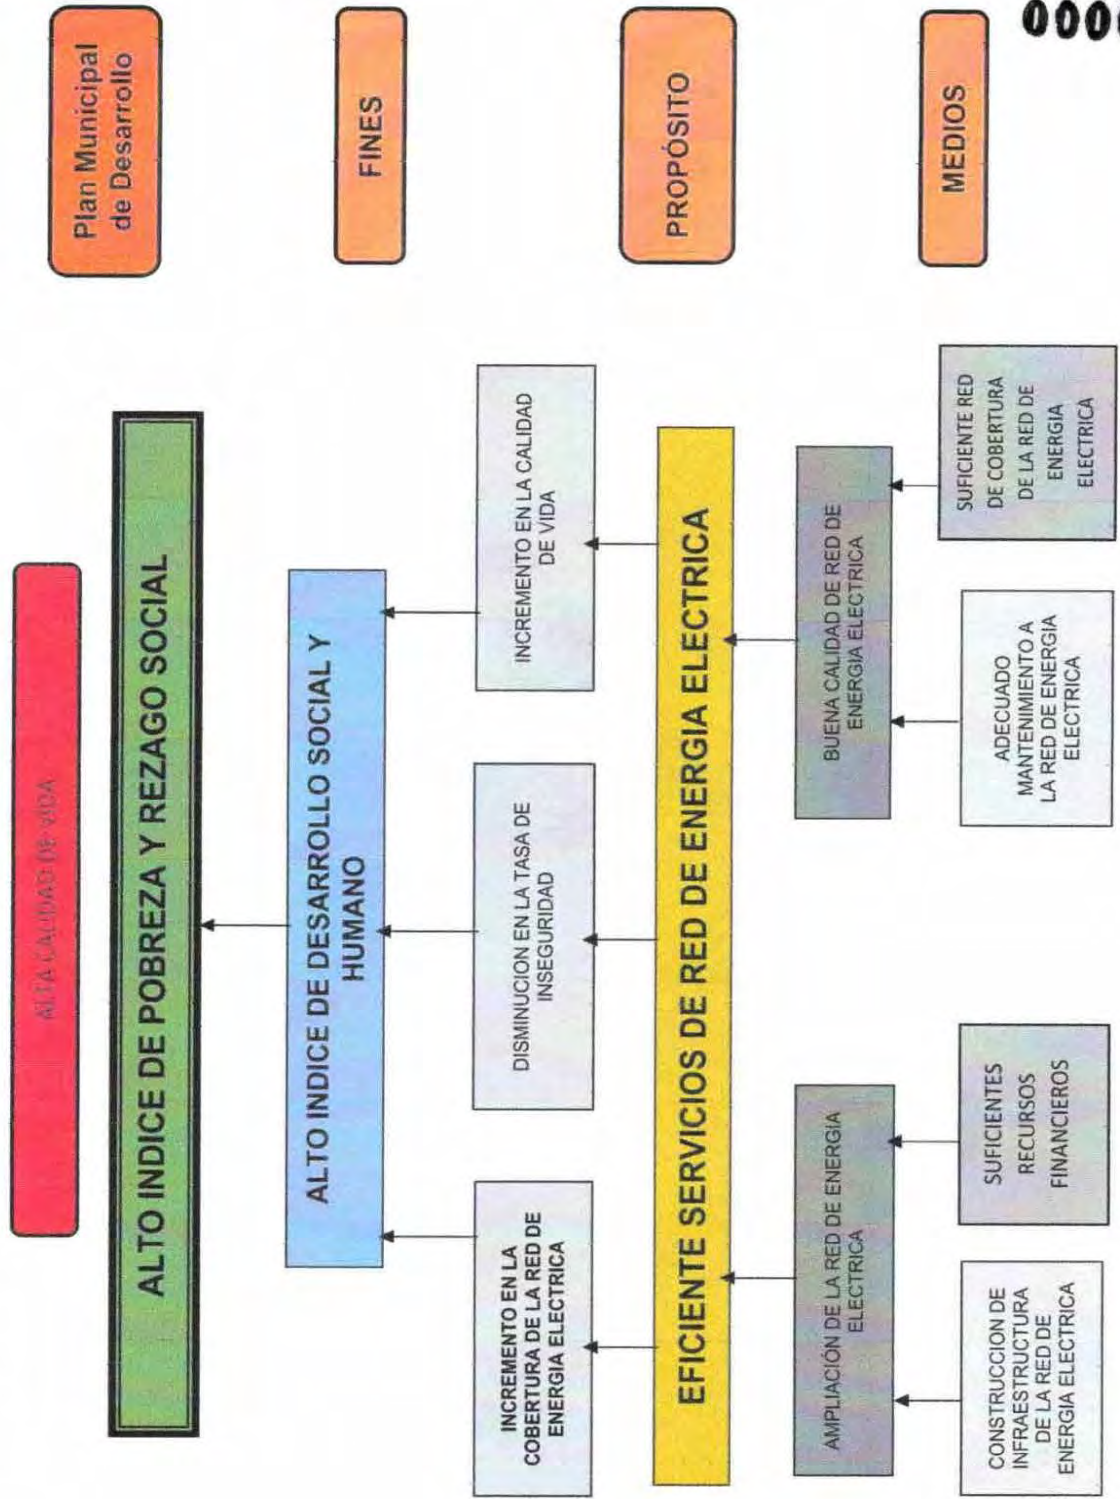 ALTA CALIDAD DE VIDA
Plan Municipal
de Desarrollo
ALTO INDICE DE POBREZA Y REZAGO SOCIAL
ALTO INDICE DE DESARROLLO SOCIAL Y
HUMANO
FINES
INCREMENTO EN LA
COBERTURA DE LA RED DE
ENERGIA ELECTRICA
DISMINUCION EN LA TASA DE
INSEGURIDAD
INCREMENTO EN LA CALIDAD
DE VIDA
EFICIENTE SERVICIOS DE RED DE ENERGIA ELECTRICA
PROPÓSITO
AMPLIACIÓN DE LA RED DE ENERGIA
ELECTRICA
BUENA CALIDAD DE RED DE
ENERGIA ELECTRICA
MEDIOS
CONSTRUCCION DE
INFRAESTRUCTURA
DE LA RED DE
ENERGIA ELECTRICA
SUFICIENTES
RECURSOS
FINANCIEROS
ADECUADO
MANTENIMIENTO A
LA RED DE ENERGIA
ELECTRICA
SUFICIENTE RED
DE COBERTURA
DE LA RED DE
ENERGIA
ELECTRICA